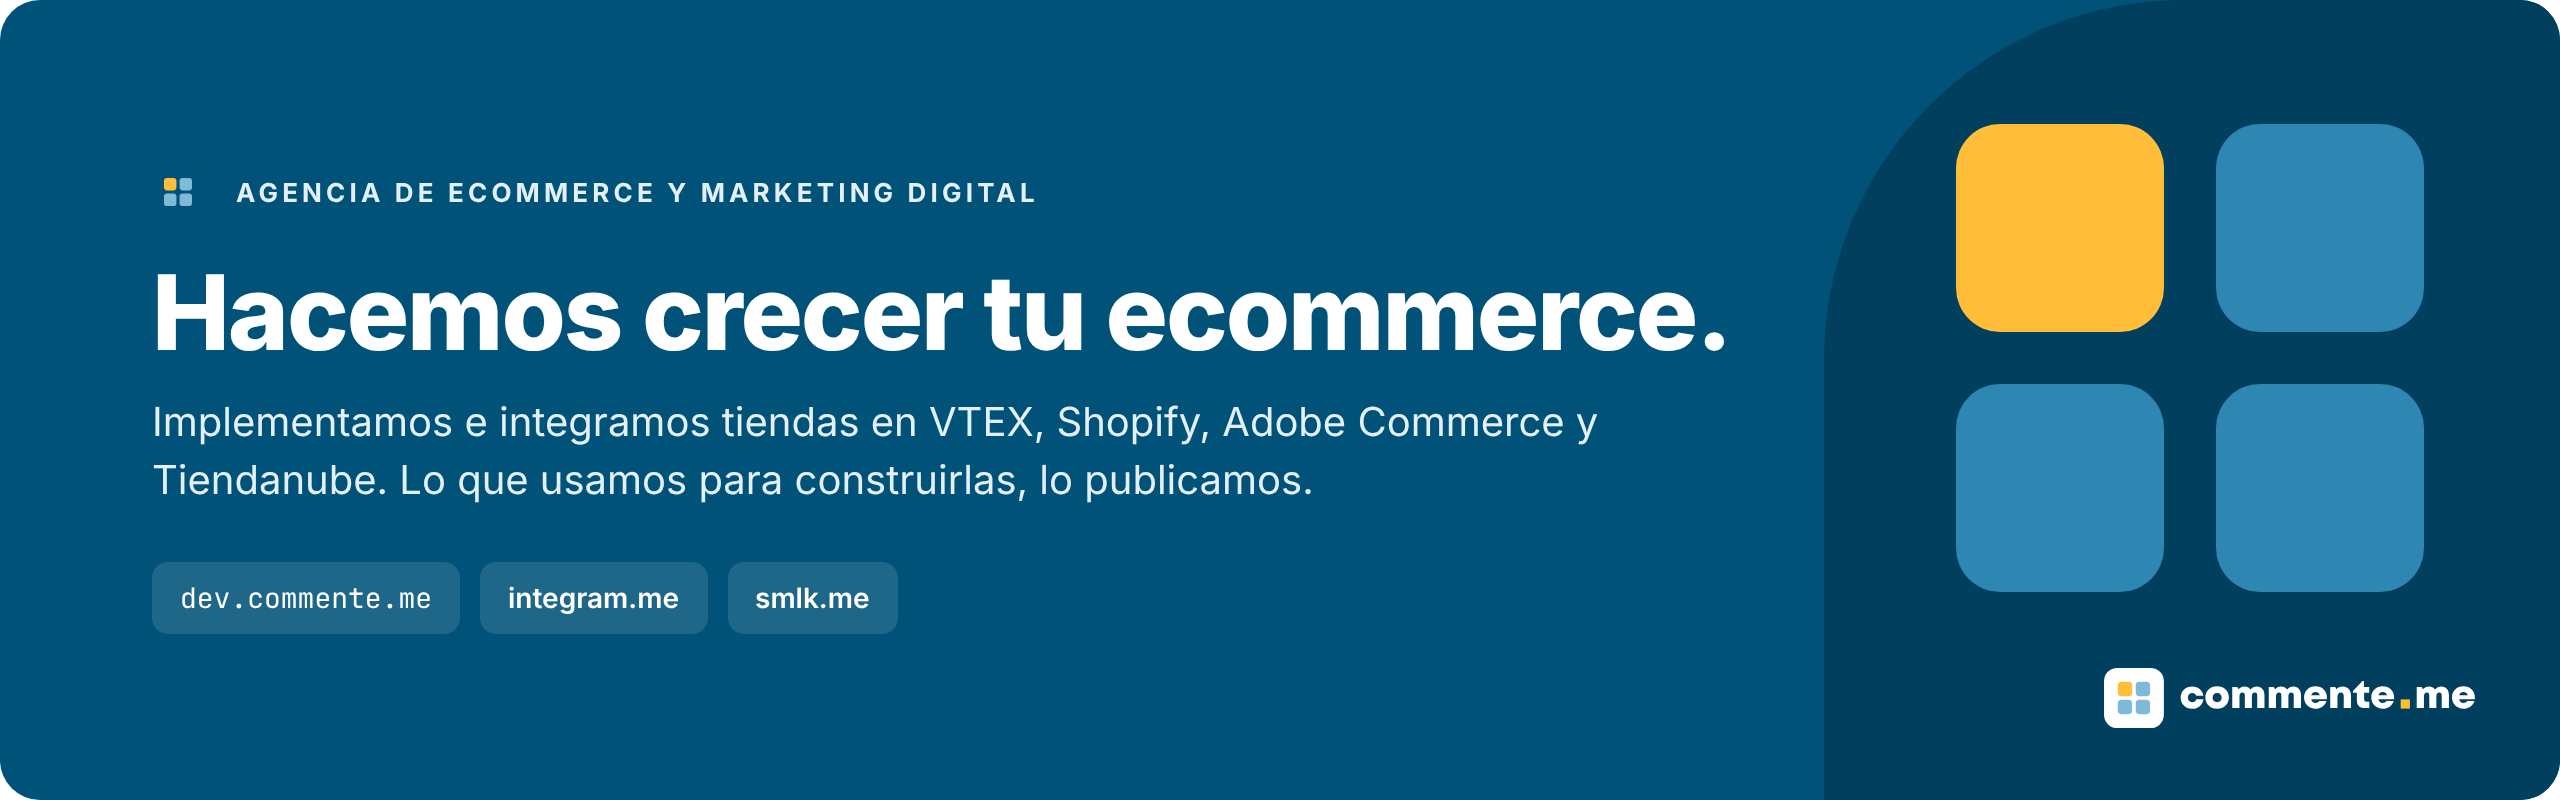 AGENCIA DE ECOMMERCE Y MARKETING DIGITAL
Hacemos crecer tu ecommerce.
Implementamos e integramos tiendas en VTEX, Shopify, Adobe Commerce y
Tiendanube. Lo que usamos para construirlas, lo publicamos.
dev.commente.me
integram.me
smlk.me
commente.me